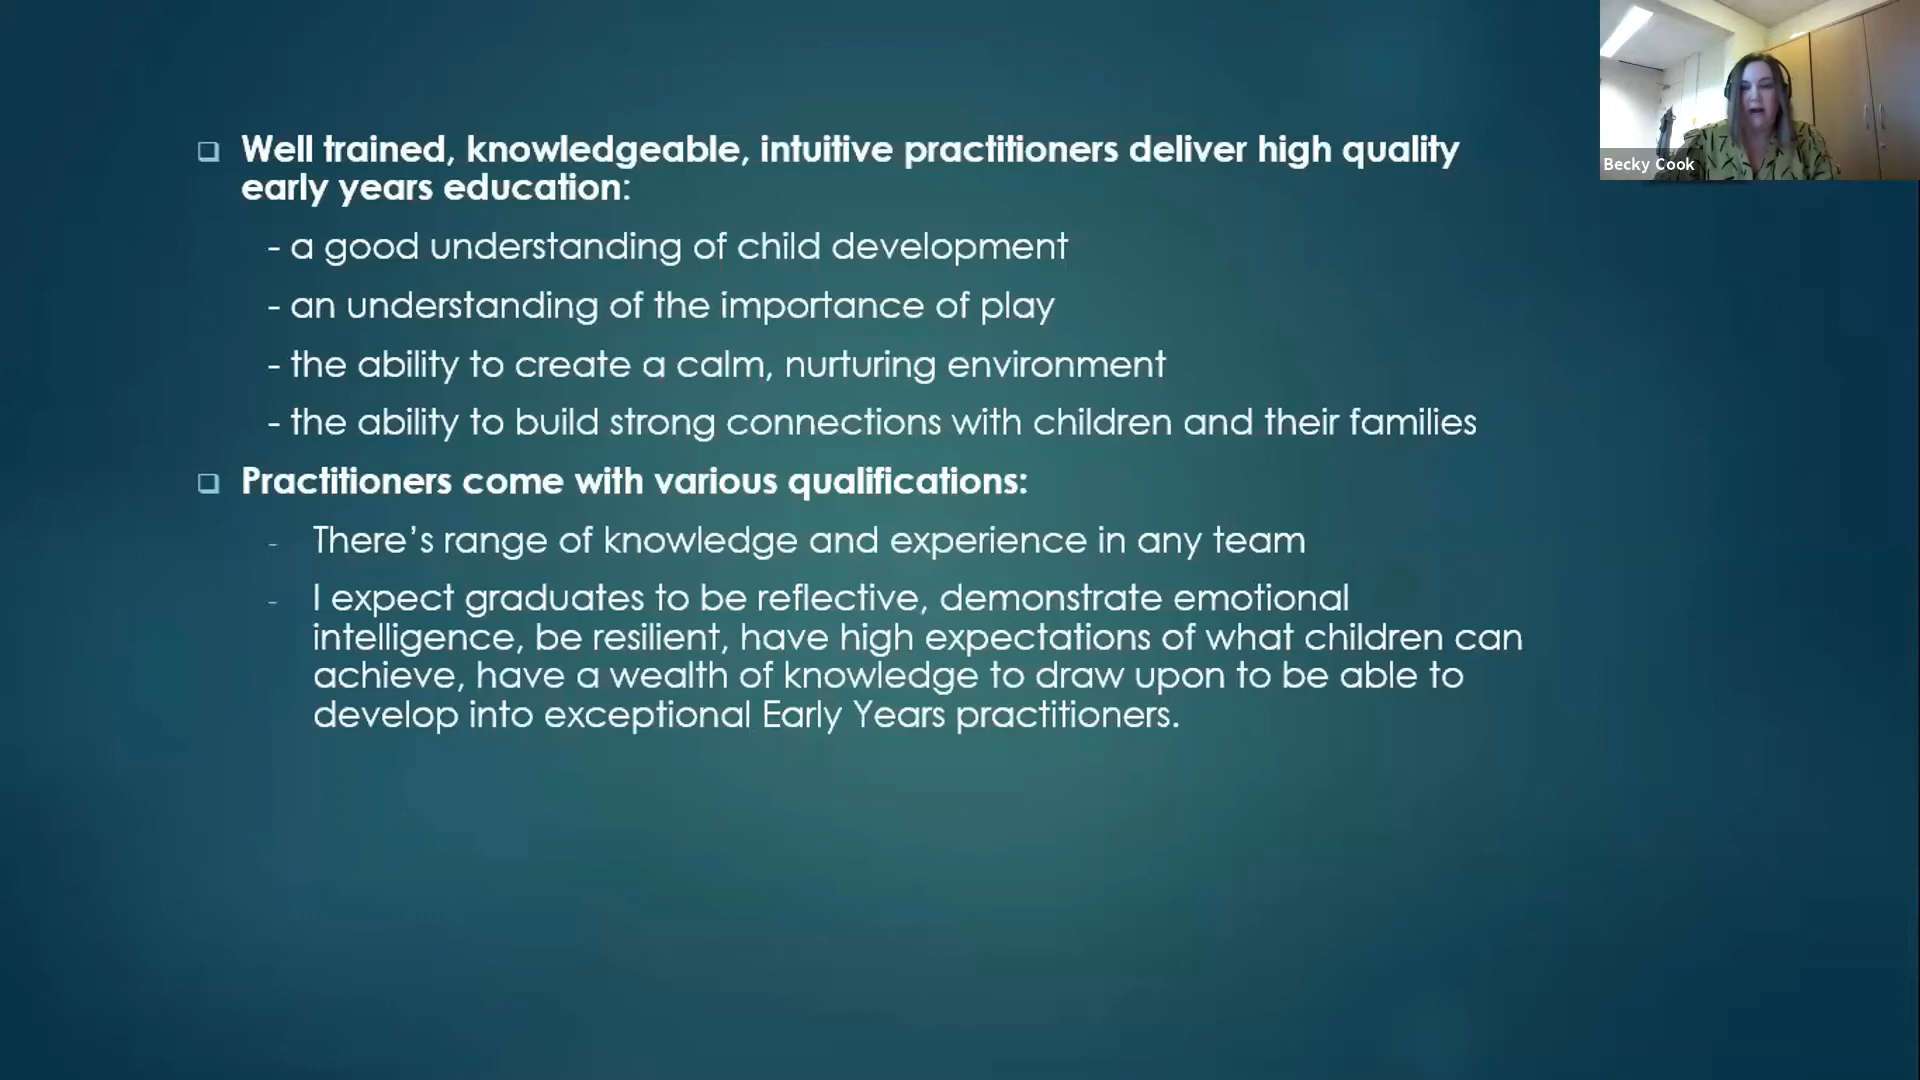 Well trained, knowledgeable, intuitive practitioners deliver high quality
early years education:
- a good understanding of child development
- an understanding of the importance of play
- the ability to create a calm, nurturing environment
- the ability to build strong connections with children and their families
Practitioners come with various qualifications:
- There’s range of knowledge and experience in any team
- I expect graduates to be reflective, demonstrate emotional
intelligence, be resilient, have high expectations of what children can
achieve, have a wealth of knowledge to draw upon to be able to
develop into exceptional Early Years practitioners.
Becky Cook